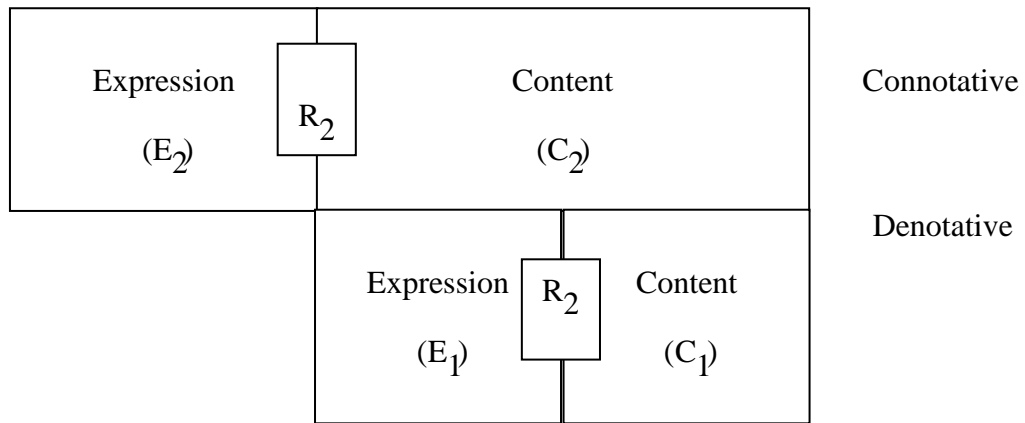 Expression
(E2)
R2
Content
(C2)
Connotative
Denotative
Expression
(E1)
R2
Content
(C1)